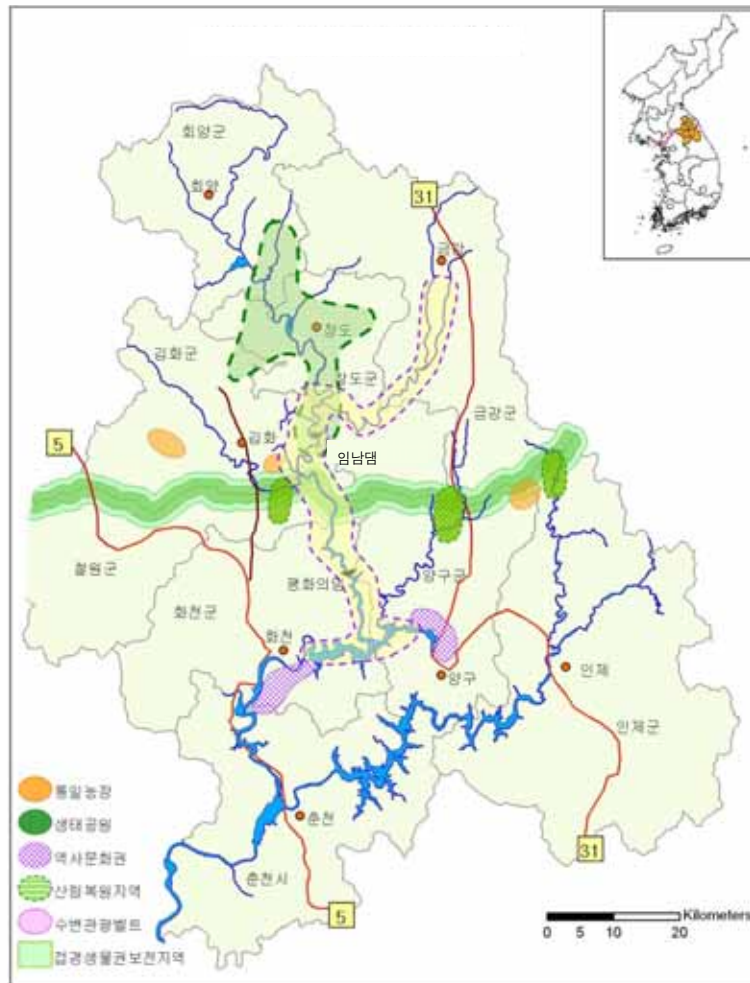 회양군
회양
31
금강
창도
김화군
창도군
금강군
5
김화
임남댐
철원군
평화의댐
양구군
화천군
화천
양구
인제
인제군
춘천
31
춘천시
5
통일농장
생태공원
역사문화권
산림복원지역
수변관광벨트
접경생물권보전지역
Kilometers
0 5 10 20